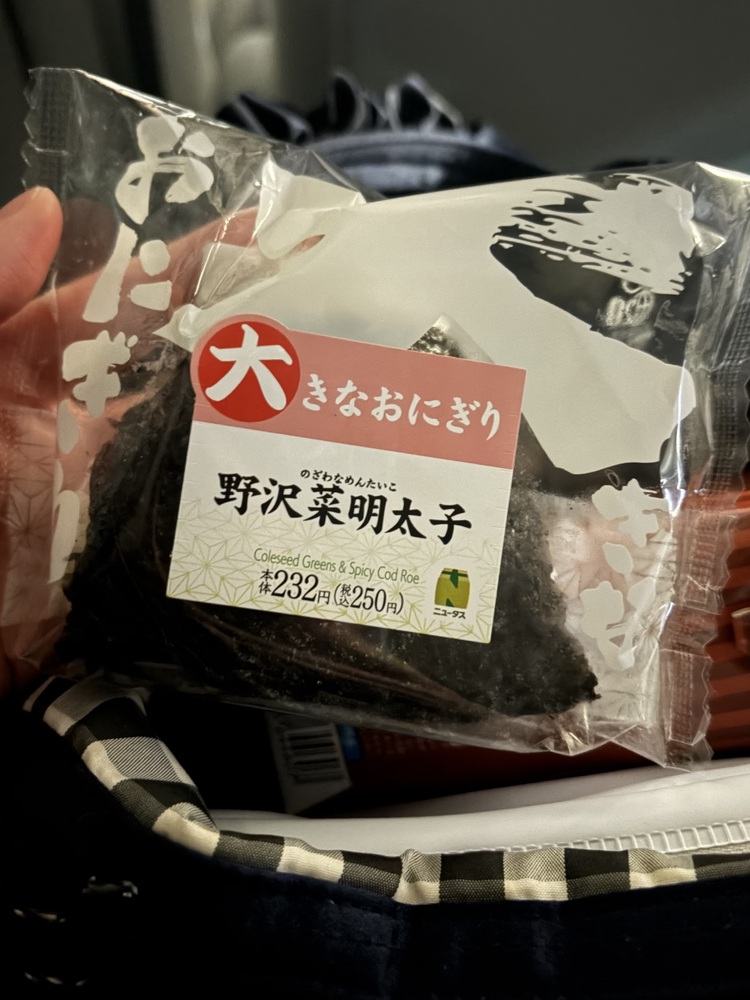 おにぎり
大きなおにぎり
のざわなめんたいこ
野沢菜明太子
Coleseed Greens & Spicy Cod Roe
本体232円(税込250円)
ニュータス